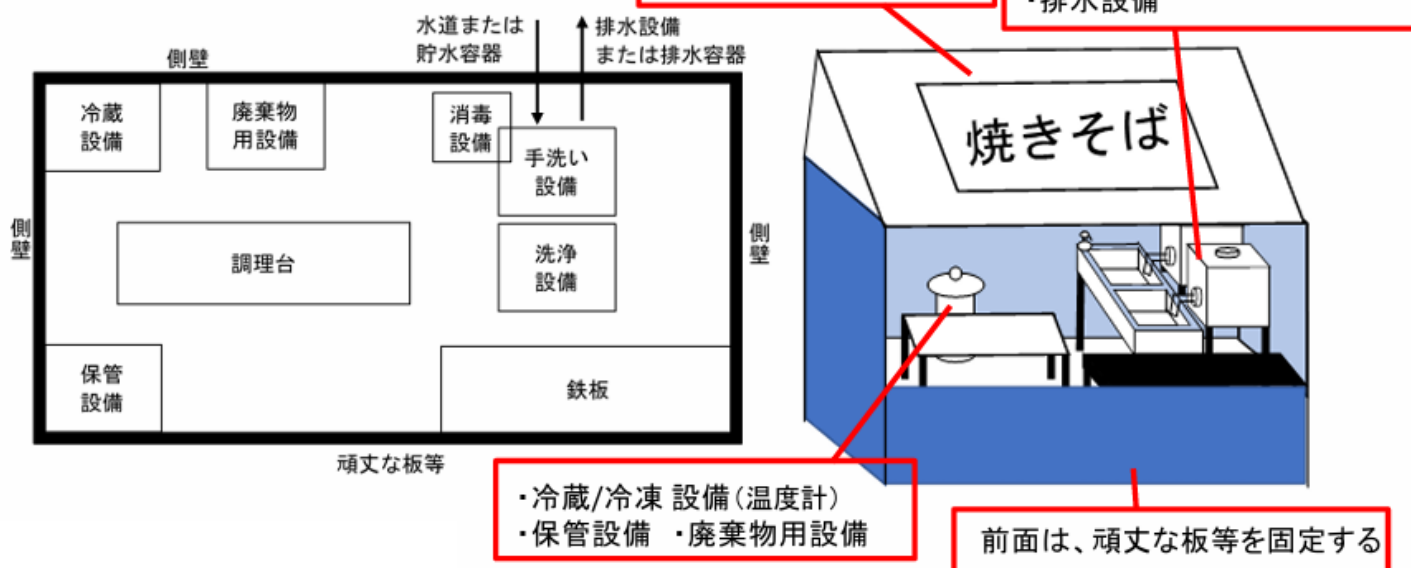 ・排水設備
水道または
貯水容器
排水設備
または排水容器
側壁
冷蔵
設備
廃棄物
用設備
消毒
設備
手洗い
設備
側壁
調理台
洗浄
設備
側壁
保管
設備
鉄板
頑丈な板等
焼きそば
・冷蔵/冷凍 設備(温度計)
・保管設備 ・廃棄物用設備
前面は、頑丈な板等を固定する